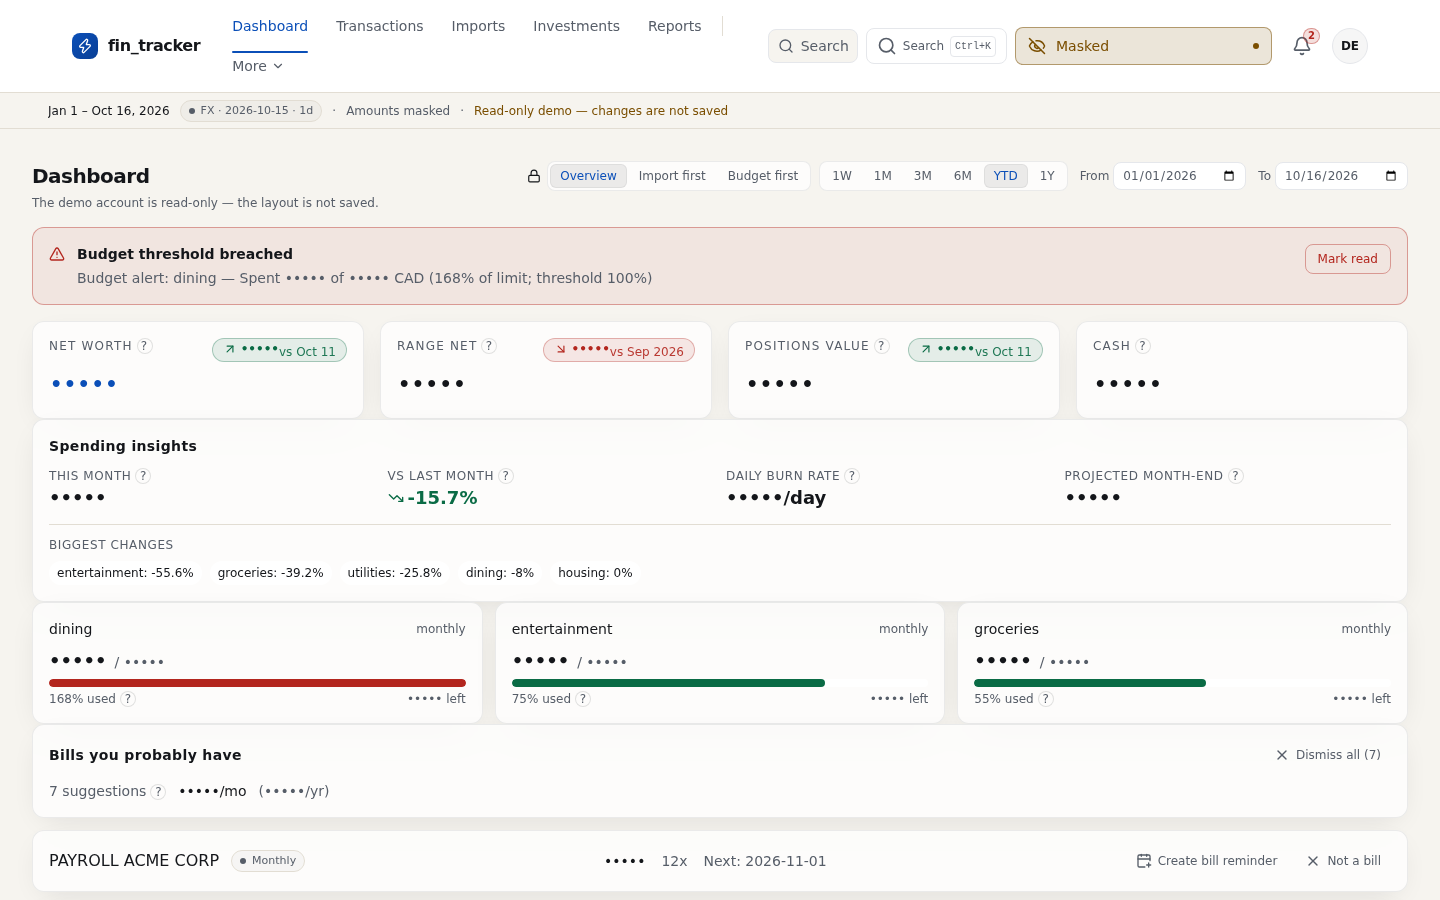 fin_tracker
Dashboard Transactions Imports Investments Reports
More
Search
Search Ctrl+K
Masked
2
DE
Jan 1 – Oct 16, 2026 FX · 2026-10-15 · 1d · Amounts masked · Read-only demo — changes are not saved
Dashboard
Overview Import first Budget first 1W 1M 3M 6M YTD 1Y From 01/01/2026 To 10/16/2026
The demo account is read-only — the layout is not saved.
Budget threshold breached
Budget alert: dining — Spent ••••• of ••••• CAD (168% of limit; threshold 100%)
Mark read
NET WORTH ? •••••vs Oct 11
•••••
RANGE NET ? •••••vs Sep 2026
•••••
POSITIONS VALUE ? •••••vs Oct 11
•••••
CASH ?
•••••
Spending insights
THIS MONTH ? VS LAST MONTH ? DAILY BURN RATE ? PROJECTED MONTH-END ?
••••• -15.7% •••••/day •••••
BIGGEST CHANGES
entertainment: -55.6% groceries: -39.2% utilities: -25.8% dining: -8% housing: 0%
dining monthly
••••• / •••••
168% used ? ••••• left
entertainment monthly
••••• / •••••
75% used ? ••••• left
groceries monthly
••••• / •••••
55% used ? ••••• left
Bills you probably have Dismiss all (7)
7 suggestions ? •••••/mo (•••••/yr)
PAYROLL ACME CORP Monthly ••••• 12x Next: 2026-11-01 Create bill reminder Not a bill